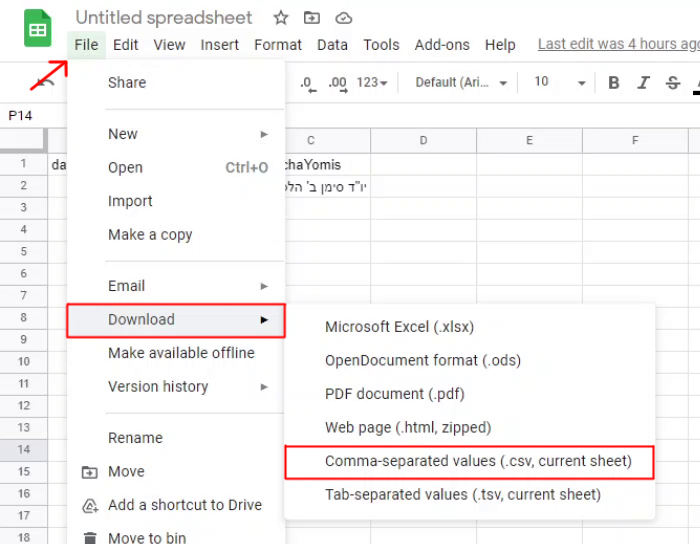 Untitled spreadsheet
File Edit View Insert Format Data Tools Add-ons Help Last edit was 4 hours
.0 .00 123 Default (Ari... 10 B I S
P14
C D E F
1 chaYomis
2 יו"ד סימן ב'
3
4
5
6
7
8
9
10
11
12
13
14
15
16
17
18
Share
New
Open Ctrl+O
Import
Make a copy
Email
Download
Make available offline
Version history
Rename
Move
Add a shortcut to Drive
Move to bin
Microsoft Excel (.xlsx)
OpenDocument format (.ods)
PDF document (.pdf)
Web page (.html, zipped)
Comma-separated values (.csv, current sheet)
Tab-separated values (.tsv, current sheet)